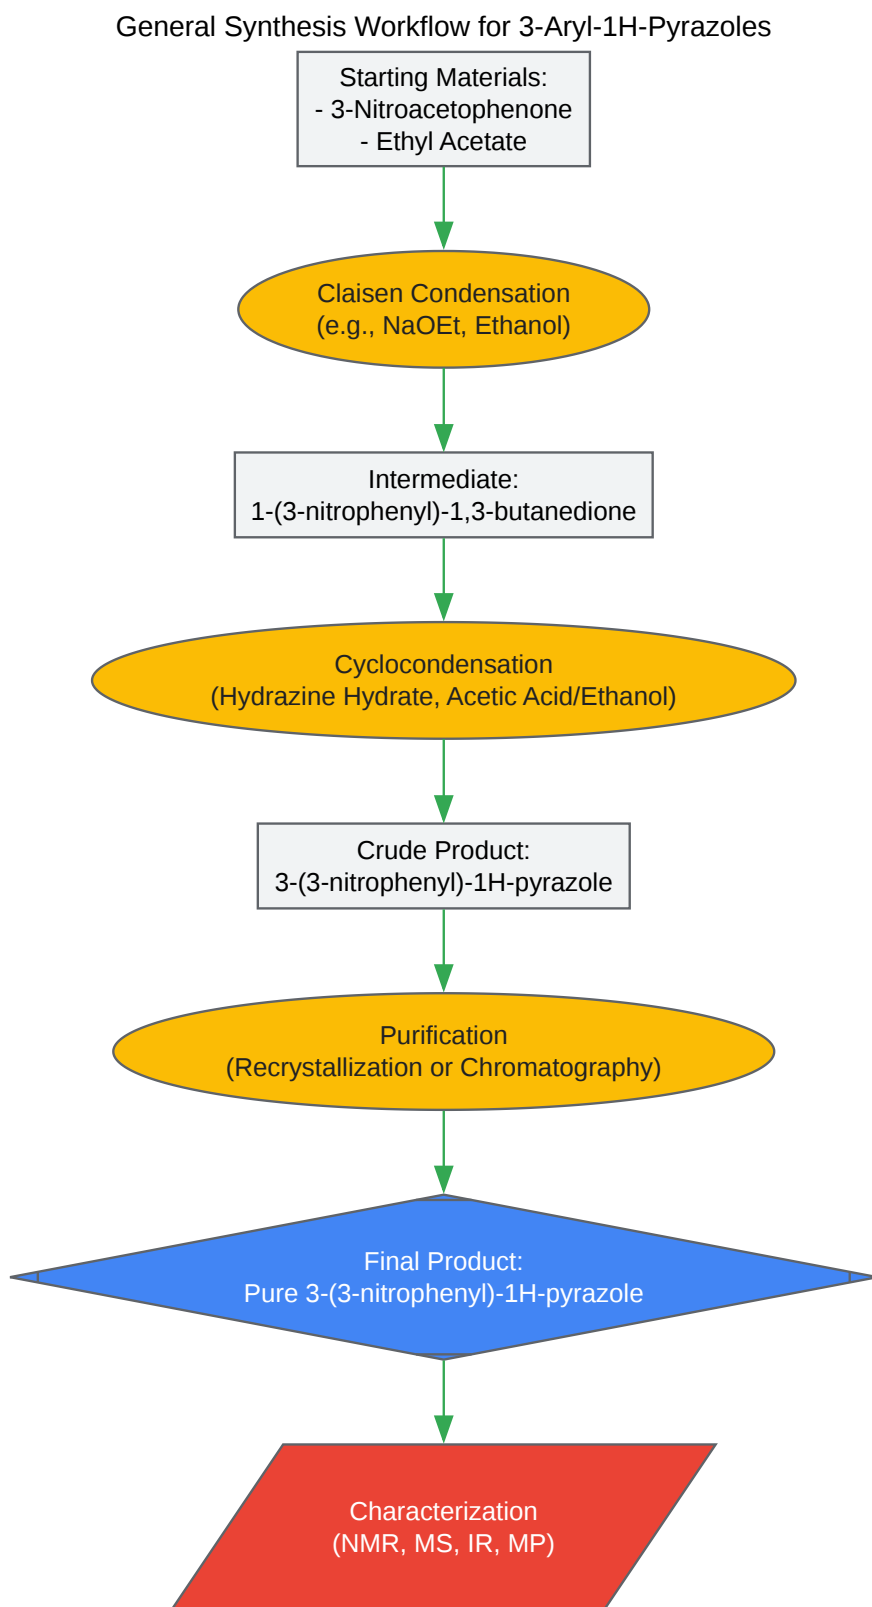 General Synthesis Workflow for 3-Aryl-1H-Pyrazoles
Starting Materials:
- 3-Nitroacetophenone
- Ethyl Acetate
Claisen Condensation
(e.g., NaOEt, Ethanol)
Intermediate:
1-(3-nitrophenyl)-1,3-butanedione
Cyclocondensation
(Hydrazine Hydrate, Acetic Acid/Ethanol)
Crude Product:
3-(3-nitrophenyl)-1H-pyrazole
Purification
(Recrystallization or Chromatography)
Final Product:
Pure 3-(3-nitrophenyl)-1H-pyrazole
Characterization
(NMR, MS, IR, MP)